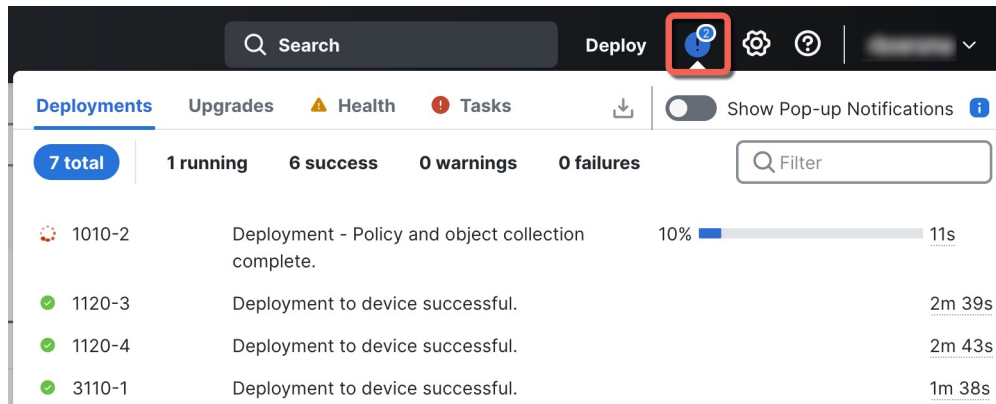 Search
Deploy
! 2
Deployments Upgrades Health Tasks Show Pop-up Notifications i
7 total 1 running 6 success 0 warnings 0 failures Filter
1010-2 Deployment - Policy and object collection 10% 11s
complete.
1120-3 Deployment to device successful. 2m 39s
1120-4 Deployment to device successful. 2m 43s
3110-1 Deployment to device successful. 1m 38s